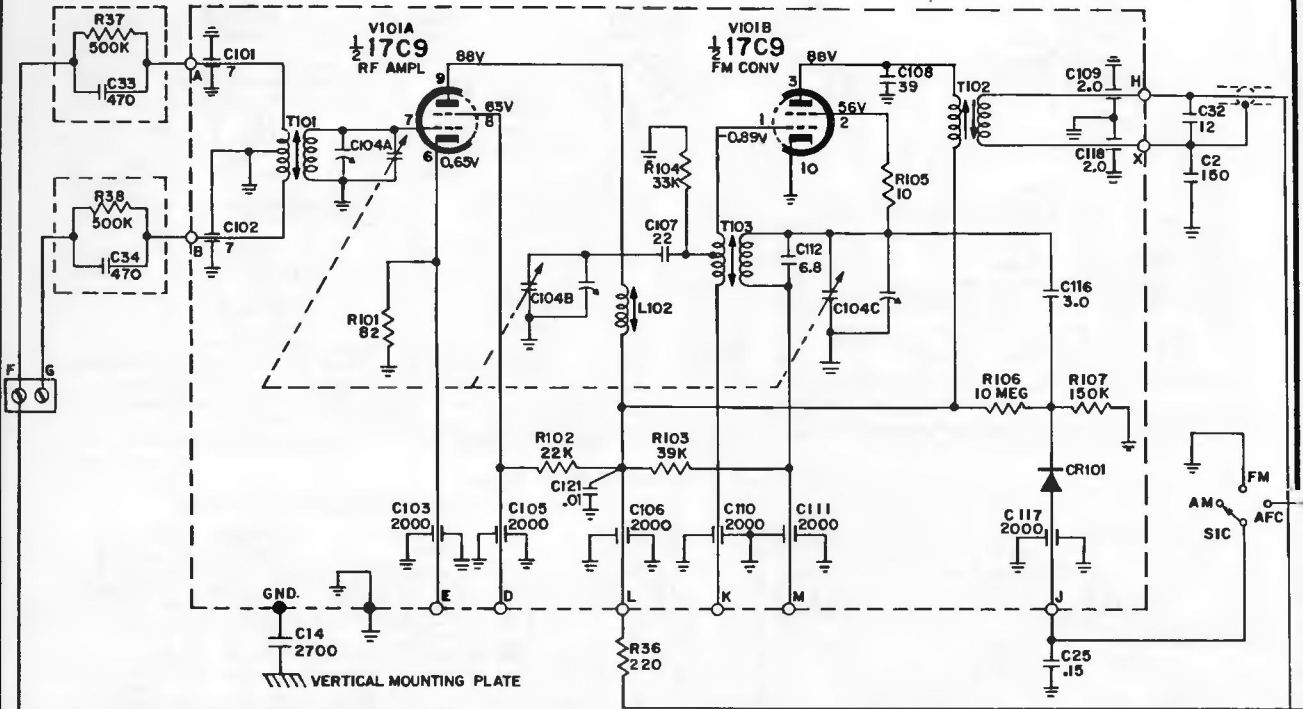 R37
500K
C33
470
A
C101
7
T101
R38
500K
C34
470
B
C102
7
F G
V101A
½ 17C9
RF AMPL
88V
9
63V
8
7
6
0.65V
C104A
R101
82
C104B
L102
C107
22
R104
33K
V101B
½ 17C9
FM CONV
88V
3
C108
39
1
56V
2
-0.89V
10
R105
10
T102
T103
C112
6.8
C104C
C109
2.0
H
C118
2.0
X
C32
12
C2
150
C116
3.0
R106
10 MEG
R107
150K
CR101
R102
22K
R103
39K
C121
.01
C103
2000
C105
2000
C106
2000
C110
2000
C111
2000
C117
2000
FM
AM
AFC
SIC
GND.
E
D
L
K
M
J
C14
2700
VERTICAL MOUNTING PLATE
R36
220
C25
.15